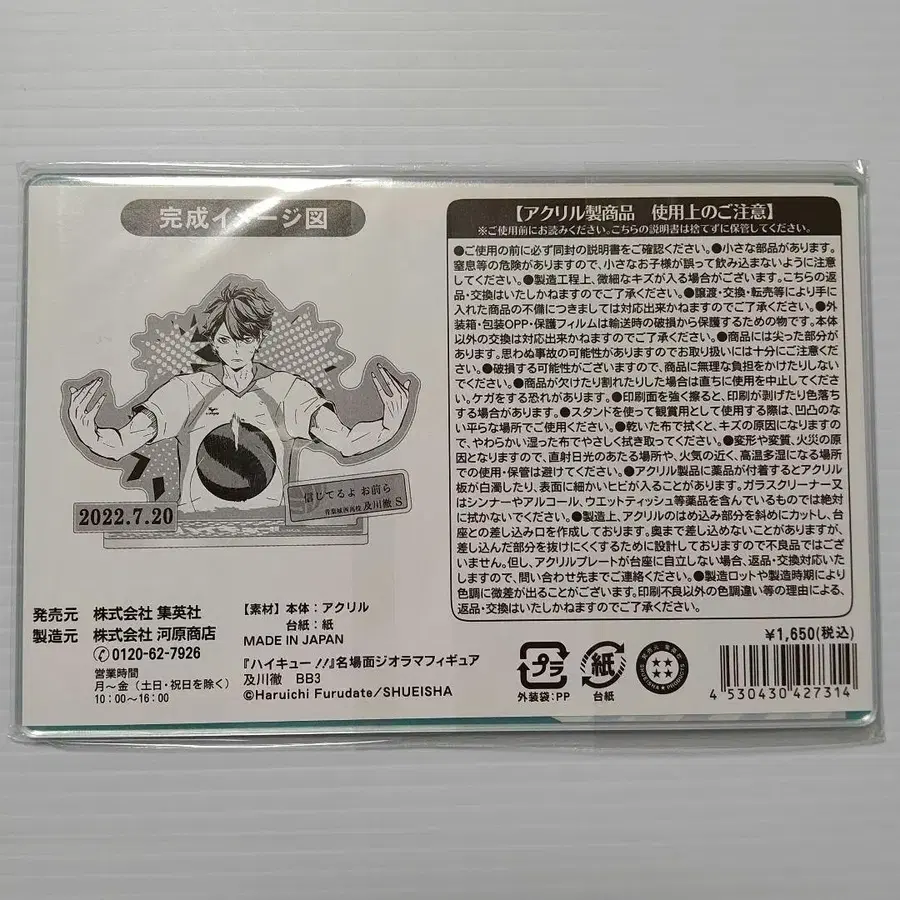 完成イメージ図
2022.7.20
信じてるよ お前ら
青葉城西高校 及川徹 S
発売元 株式会社 集英社
製造元 株式会社 河原商店
0120-62-7926
営業時間
月～金（土日・祝日を除く）
10：00～16：00
【素材】本体：アクリル
台紙：紙
MADE IN JAPAN
『ハイキュー!!』名場面ジオラマフィギュア
及川徹 BB3
©Haruichi Furudate/SHUEISHA
【アクリル製商品 使用上のご注意】
※ご使用前にお読みください。こちらの説明書は捨てずに保管してください。
●ご使用の前に必ず同封の説明書をご確認ください。●小さな部品があります。
窒息等の危険がありますので、小さなお子様が誤って飲み込まないように注意
してください。●製造工程上、微細なキズが入る場合がございます。こちらの返
品・交換はいたしかねますのでご了承ください。●譲渡・交換・転売等により手に
入れた商品の不備につきましては対応出来かねますのでご了承ください。●外
装箱・包装OPP・保護フィルムは輸送時の破損から保護するための物です。本体
以外の交換は対応出来かねますのでご了承ください。●商品には尖った部分が
あります。思わぬ事故の可能性がありますのでお取り扱いには十分にご注意くだ
さい。●破損する可能性がございますので、商品に無理な負担をかけたりしない
でください。●商品が欠けたり割れたりした場合は直ちに使用を中止してください。
ケガをする恐れがあります。●印刷面を強く擦ると、印刷が剥げたり色落ち
する場合があります。●スタンドを使って観賞用として使用する際は、凹凸のな
い平らな場所でご使用ください。●乾いた布で拭くと、キズの原因になりますの
で、やわらかい湿った布でやさしく拭き取ってください。●変形や変質、火災の原
因となりますので、直射日光のあたる場所や、火気の近く、高温多湿になる場所
での使用・保管は避けてください。●アクリル製品に薬品が付着するとアクリル
板が白濁したり、表面に細かいヒビが入ることがあります。ガラスクリーナー又は
シンナーやアルコール、ウエットティッシュ等薬品を含んでいるものでは絶対
に拭かないでください。●製造上、アクリルのはめ込み部分を斜めにカットし、台
座との差し込み口を作成しております。奥まで差し込めないことがありますが、
差し込んだ部分を抜けにくくするために設計しておりますので不良品ではござ
いません。但し、アクリルプレートが台座に自立しない場合、返品・交換対応いた
しますので、問い合わせ先までご連絡ください。●製造ロットや製造時期により
色調に微差が出ることがございます。印刷不良以外の色調違い等の理由による、
返品・交換はいたしかねますのでご了承ください。
¥1,650(税込)
プラ
外装袋：PP
紙
台紙
4 530430 427314